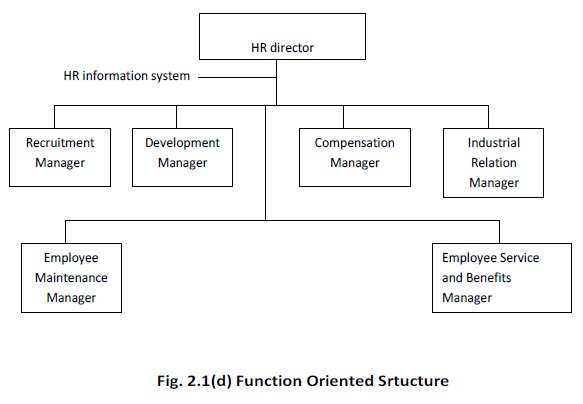 HR director
HR information system
Recruitment
Manager
Development
Manager
Compensation
Manager
Industrial
Relation
Manager
Employee
Maintenance
Manager
Employee Service
and Benefits
Manager
Fig. 2.1(d) Function Oriented Srtucture